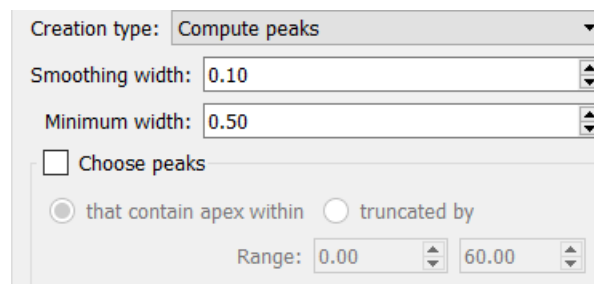 Creation type: Compute peaks
Smoothing width: 0.10
Minimum width: 0.50
Choose peaks
that contain apex within truncated by
Range: 0.00 60.00